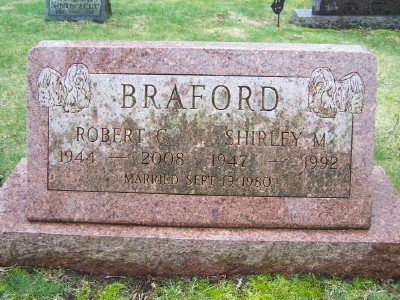 BRAFORD
ROBERT C. SHIRLEY M.
1944 — 2008 1947 — 1992
MARRIED SEPT 19 1980